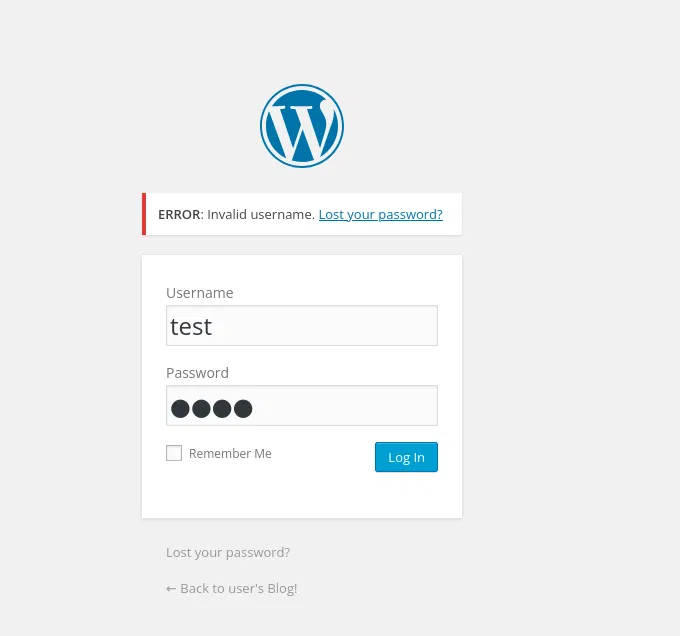 ERROR: Invalid username. Lost your password?
Username
test
Password
Remember Me
Log In
Lost your password?
← Back to user's Blog!